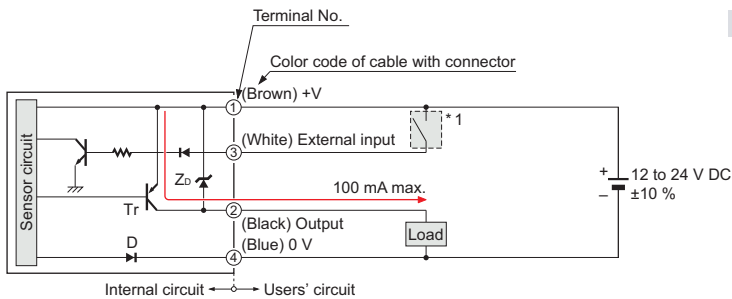 Terminal No.
Color code of cable with connector
(Brown) +V
1
* 1
(White) External input
3
Sensor circuit
ZD
100 mA max.
+ 12 to 24 V DC
– ±10 %
Tr
2
(Black) Output
Load
(Blue) 0 V
D
4
Internal circuit Users' circuit